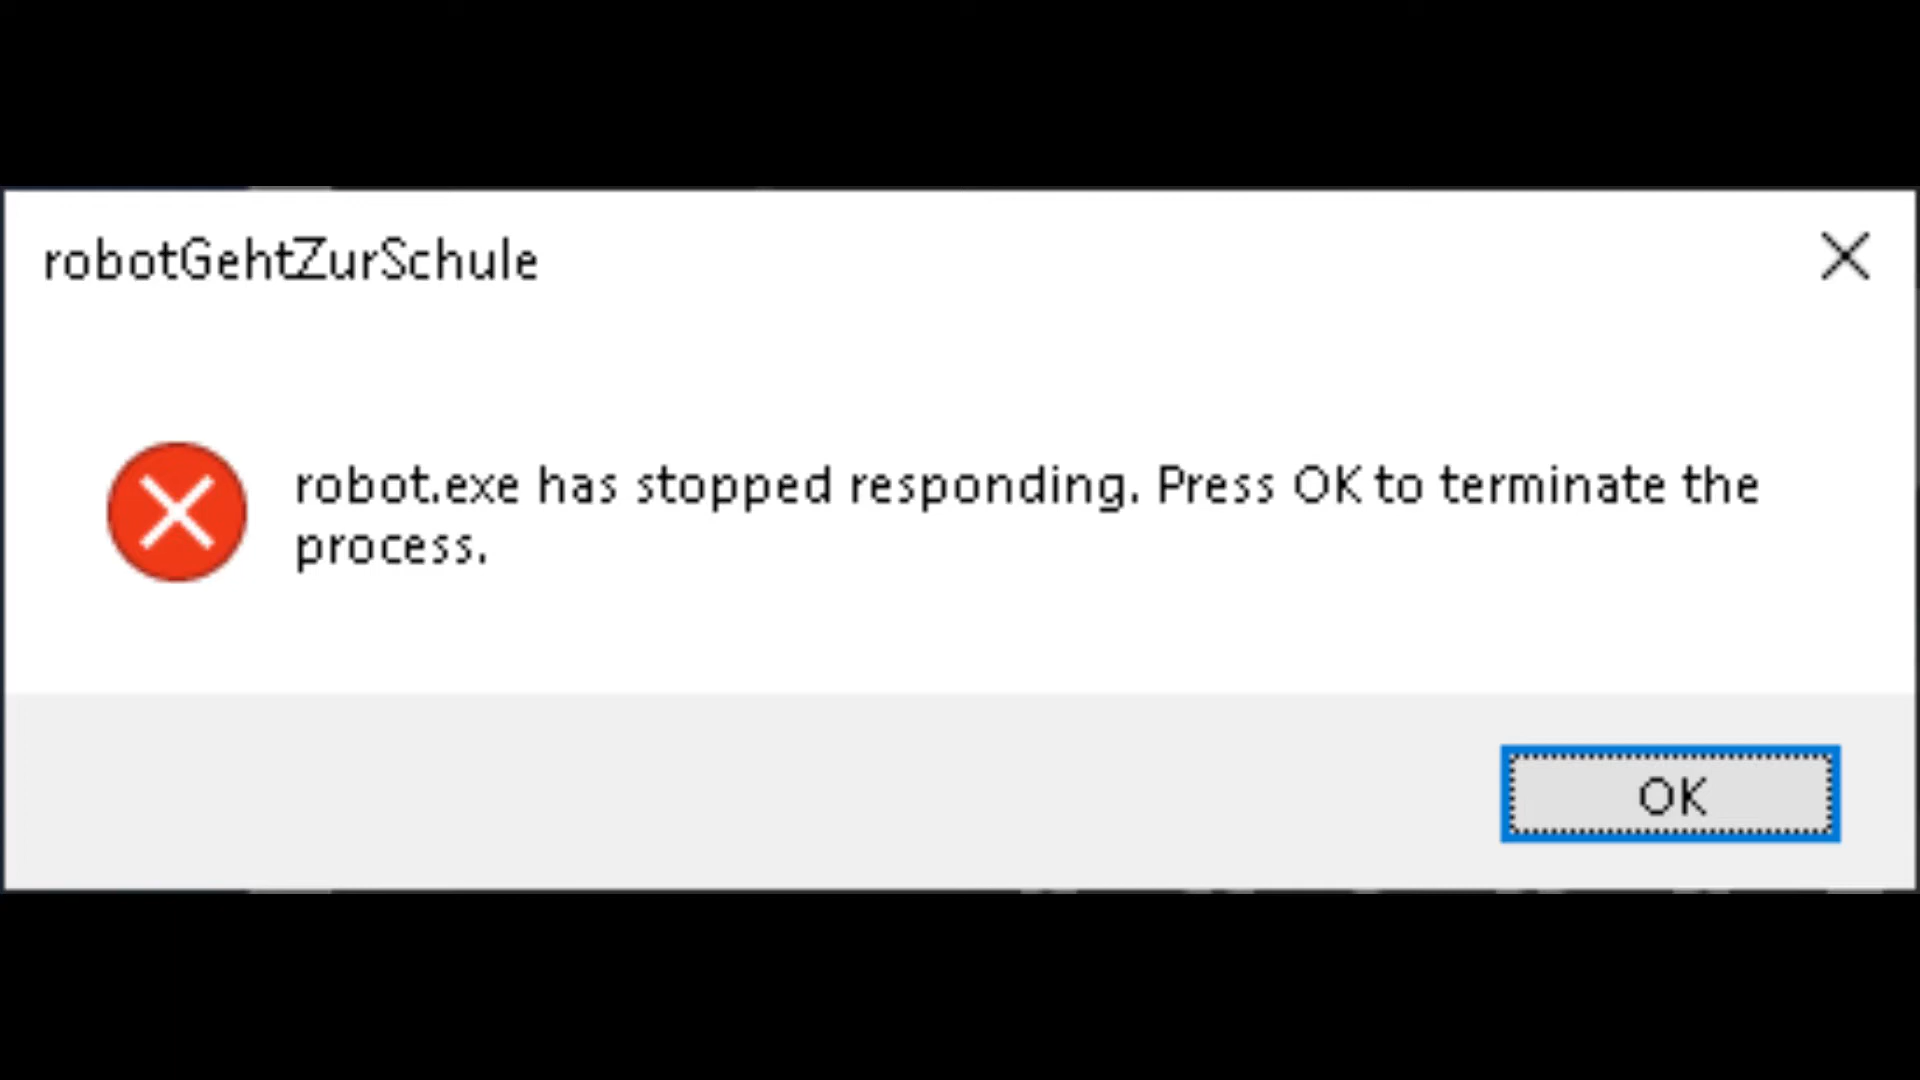 robotGehtZurSchule
robot.exe has stopped responding. Press OK to terminate the
process.
OK